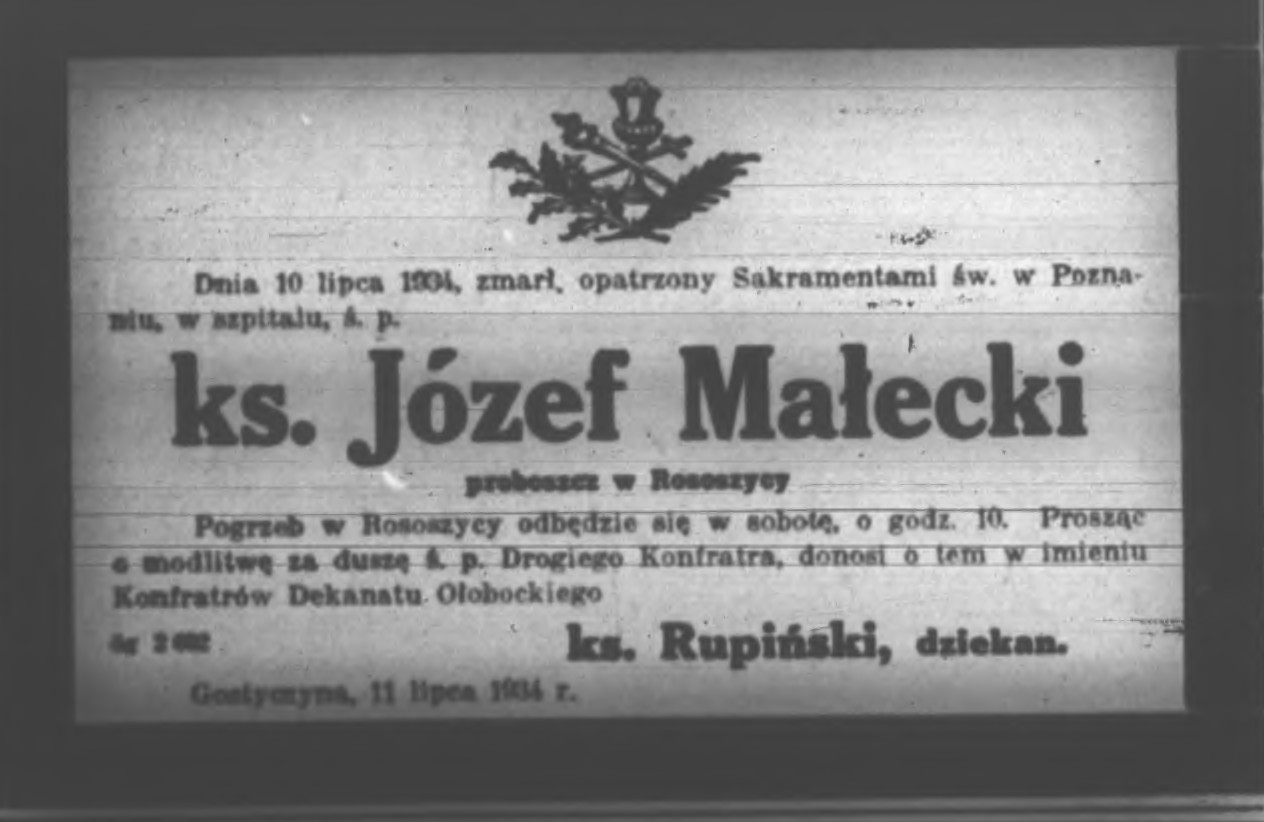 Dnia 10 lipca 1934, zmarł, opatrzony Sakramentami św. w Pozna-
niu, w szpitalu, ś. p.
ks. Józef Małecki
proboszcz w Rososzycy
Pogrzeb w Rososzycy odbędzie się w sobotę, o godz. 10. Prosząc
o modlitwę za duszę ś. p. Drogiego Konfratra, donosi o tem w imieniu
Konfratrów Dekanatu Ołobockiego
ks. Rupiński, dziekan.
Gostyczyna, 11 lipca 1934 r.